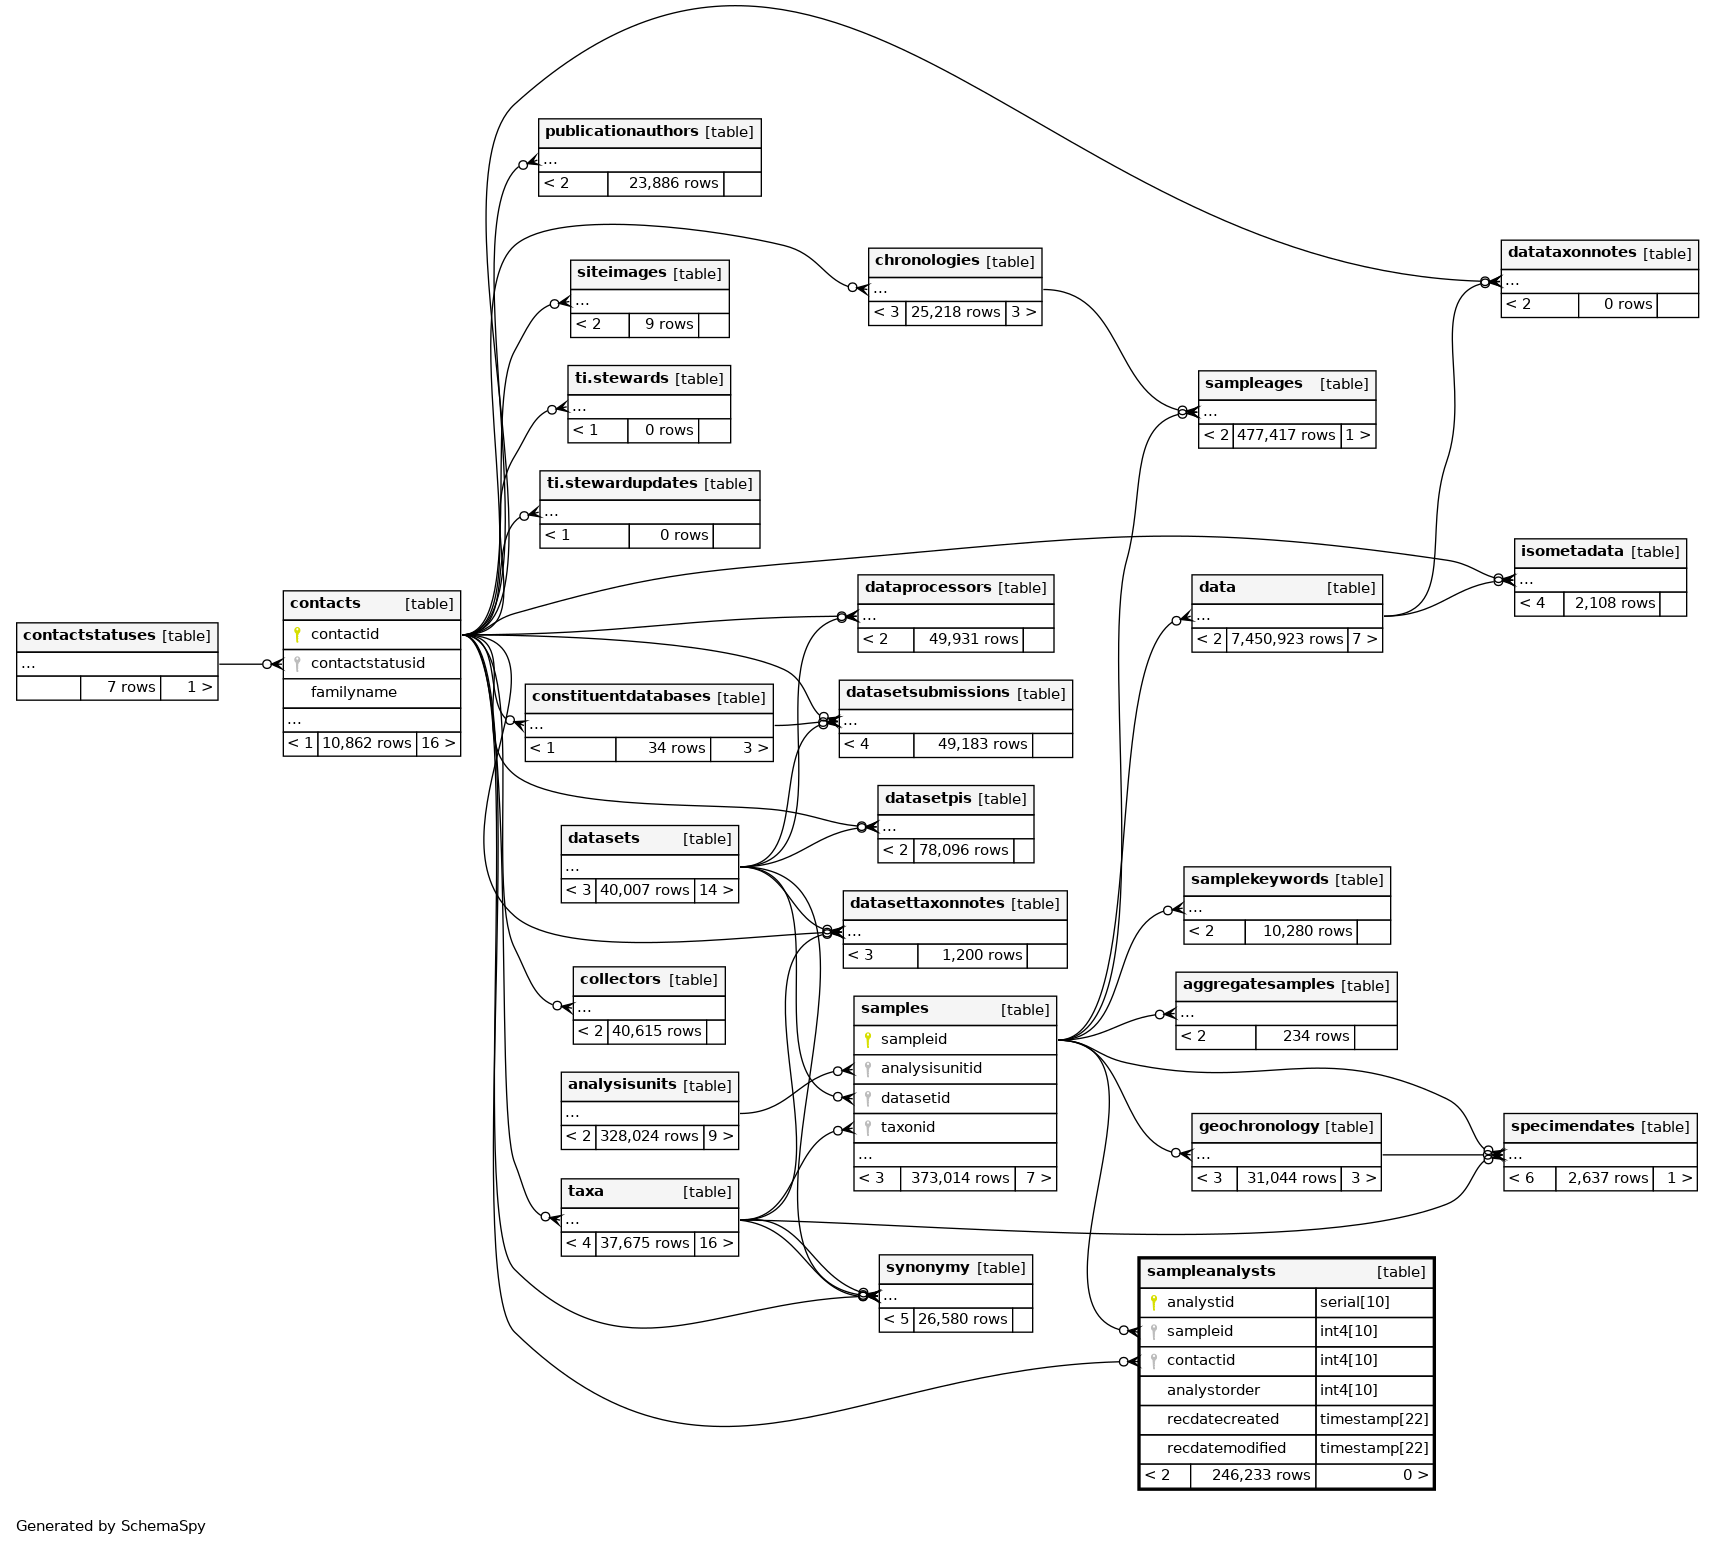 publicationauthors [table]
...
< 2 23,886 rows
siteimages [table]
...
< 2 9 rows
ti.stewards [table]
...
< 1 0 rows
ti.stewardupdates [table]
...
< 1 0 rows
chronologies [table]
...
< 3 25,218 rows 3 >
datataxonnotes [table]
...
< 2 0 rows
sampleages [table]
...
< 2 477,417 rows 1 >
isometadata [table]
...
< 4 2,108 rows
contactstatuses [table]
...
7 rows 1 >
contacts [table]
contactid
contactstatusid
familyname
...
< 1 10,862 rows 16 >
dataprocessors [table]
...
< 2 49,931 rows
data [table]
...
< 2 7,450,923 rows 7 >
constituentdatabases [table]
...
< 1 34 rows 3 >
datasetsubmissions [table]
...
< 4 49,183 rows
datasetpis [table]
...
< 2 78,096 rows
datasets [table]
...
< 3 40,007 rows 14 >
datasettaxonnotes [table]
...
< 3 1,200 rows
samplekeywords [table]
...
< 2 10,280 rows
collectors [table]
...
< 2 40,615 rows
aggregatesamples [table]
...
< 2 234 rows
samples [table]
sampleid
analysisunitid
datasetid
taxonid
...
< 3 373,014 rows 7 >
analysisunits [table]
...
< 2 328,024 rows 9 >
geochronology [table]
...
< 3 31,044 rows 3 >
specimendates [table]
...
< 6 2,637 rows 1 >
taxa [table]
...
< 4 37,675 rows 16 >
synonymy [table]
...
< 5 26,580 rows
sampleanalysts [table]
analystid serial[10]
sampleid int4[10]
contactid int4[10]
analystorder int4[10]
recdatecreated timestamp[22]
recdatemodified timestamp[22]
< 2 246,233 rows 0 >
Generated by SchemaSpy